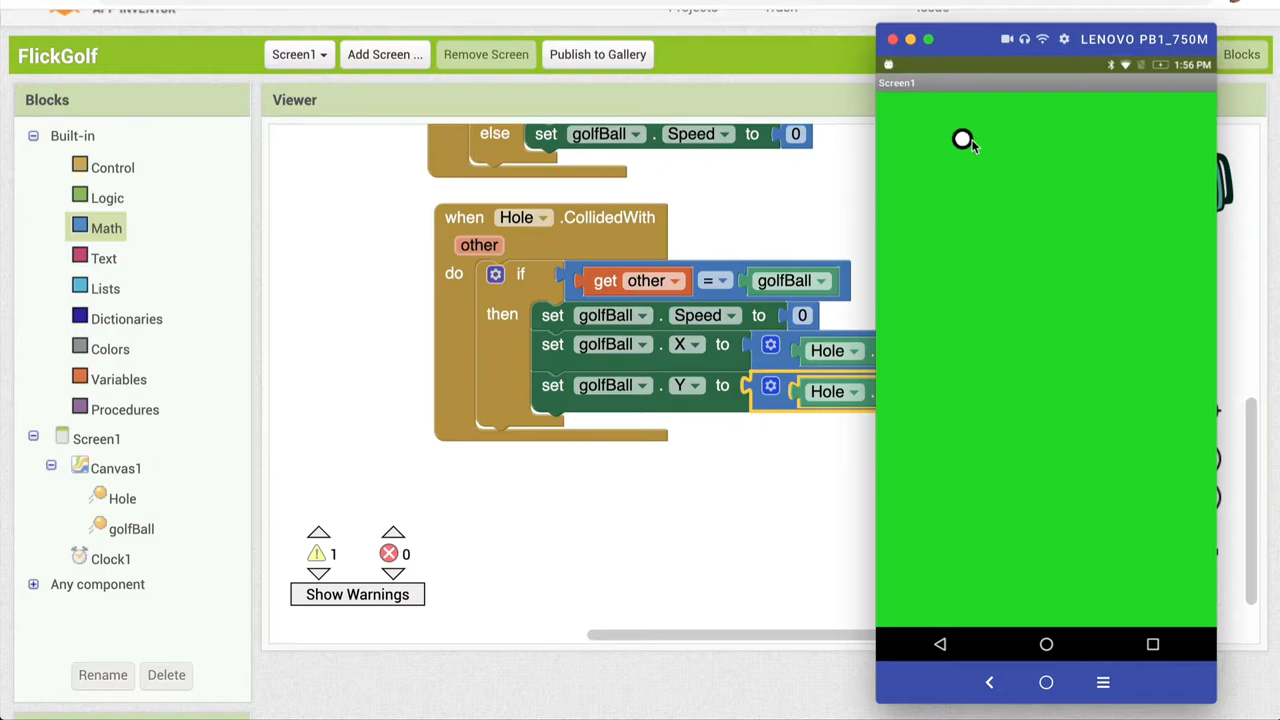 FlickGolf
Screen1
Add Screen ...
Remove Screen
Publish to Gallery
LENOVO PB1_750M
Blocks
1:56 PM
Screen1
Blocks
Viewer
Built-in
Control
Logic
Math
Text
Lists
Dictionaries
Colors
Variables
Procedures
Screen1
Canvas1
Hole
golfBall
Clock1
Any component
Rename
Delete
else set golfBall . Speed to 0
when Hole .CollidedWith
other
do if get other = golfBall
then set golfBall . Speed to 0
set golfBall . X to Hole .
set golfBall . Y to Hole .
1 0
Show Warnings